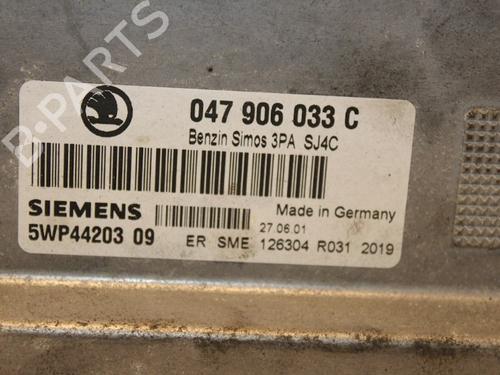 B-PARTS
047 906 033 C
Benzin Simos 3PA SJ4C
SIEMENS
Made in Germany
5WP44203 09
27.06.01
ER SME 126304 R031 2019